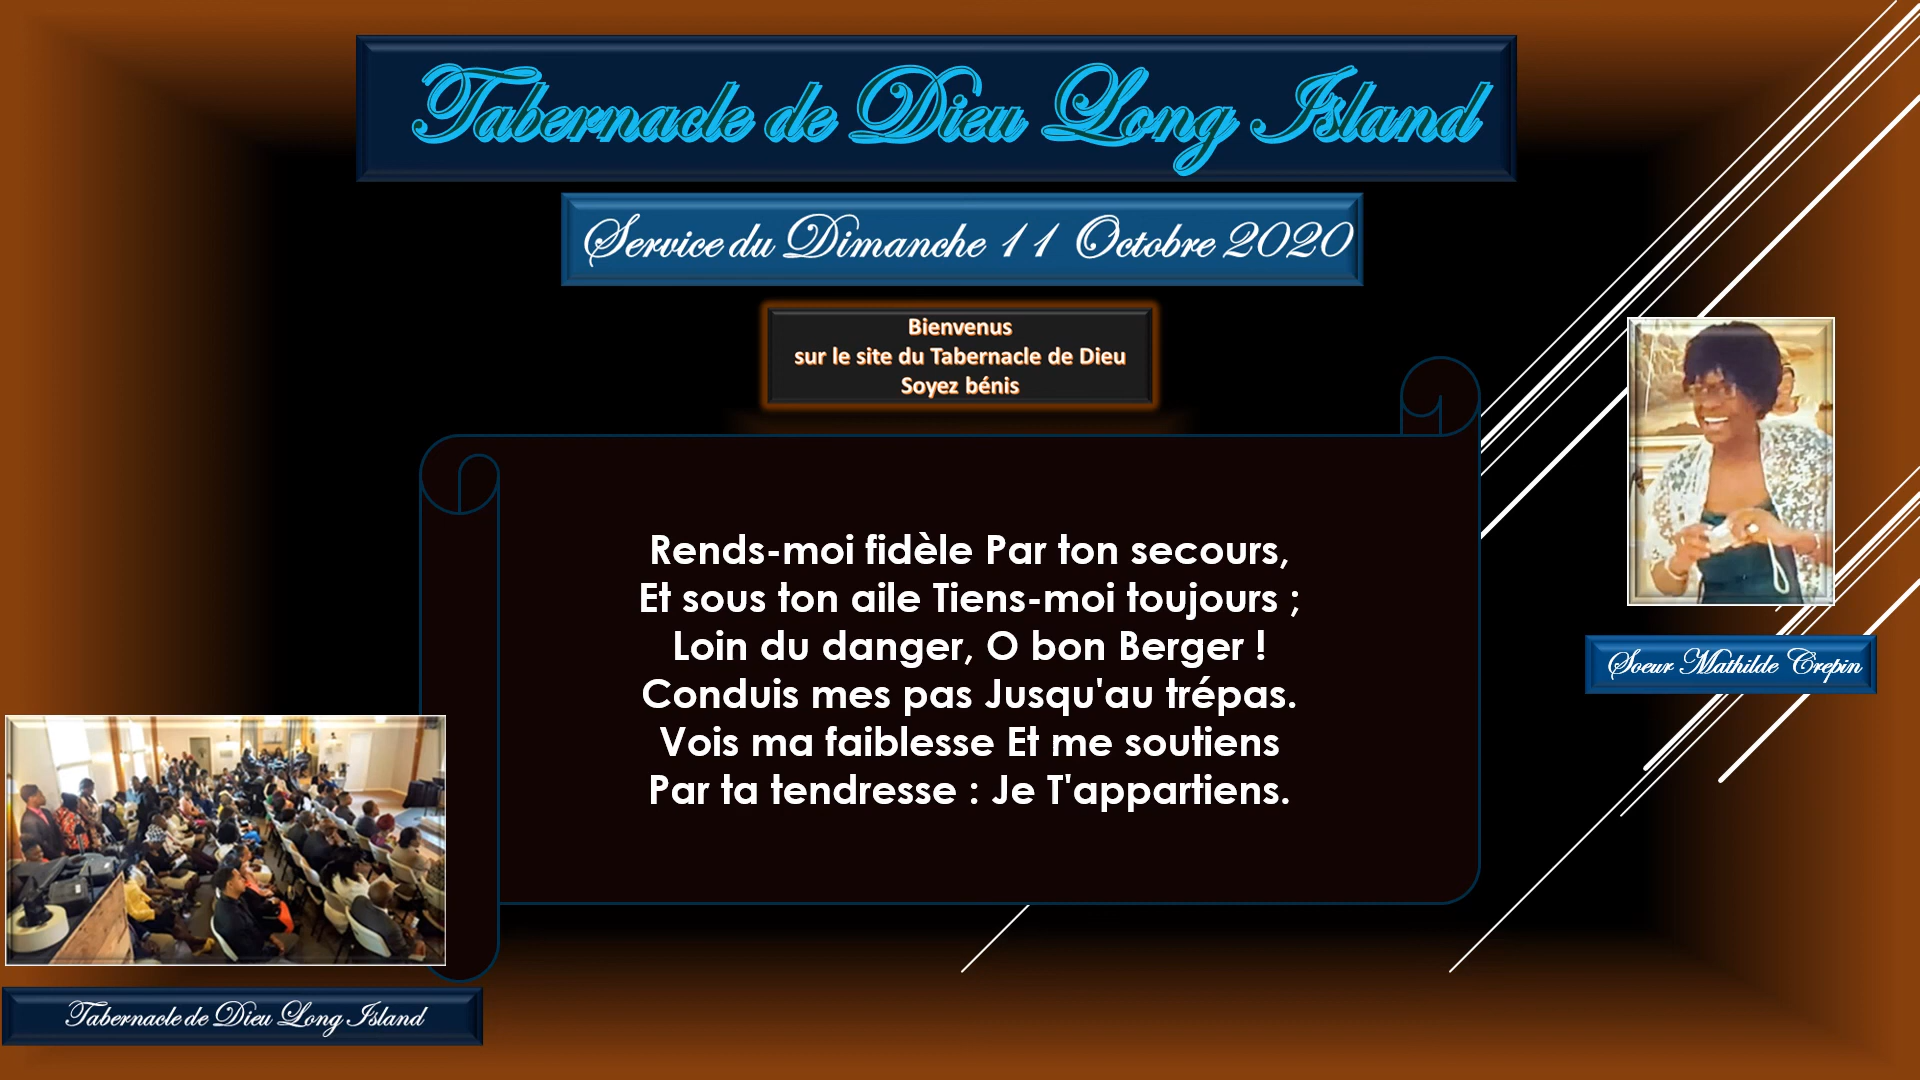 Tabernacle de Dieu Long Island
Service du Dimanche 11 Octobre 2020
Bienvenus
sur le site du Tabernacle de Dieu
Soyez bénis
Rends-moi fidèle Par ton secours,
Et sous ton aile Tiens-moi toujours ;
Loin du danger, O bon Berger !
Conduis mes pas Jusqu'au trépas.
Vois ma faiblesse Et me soutiens
Par ta tendresse : Je T'appartiens.
Soeur Mathilde Crepin
Tabernacle de Dieu Long Island